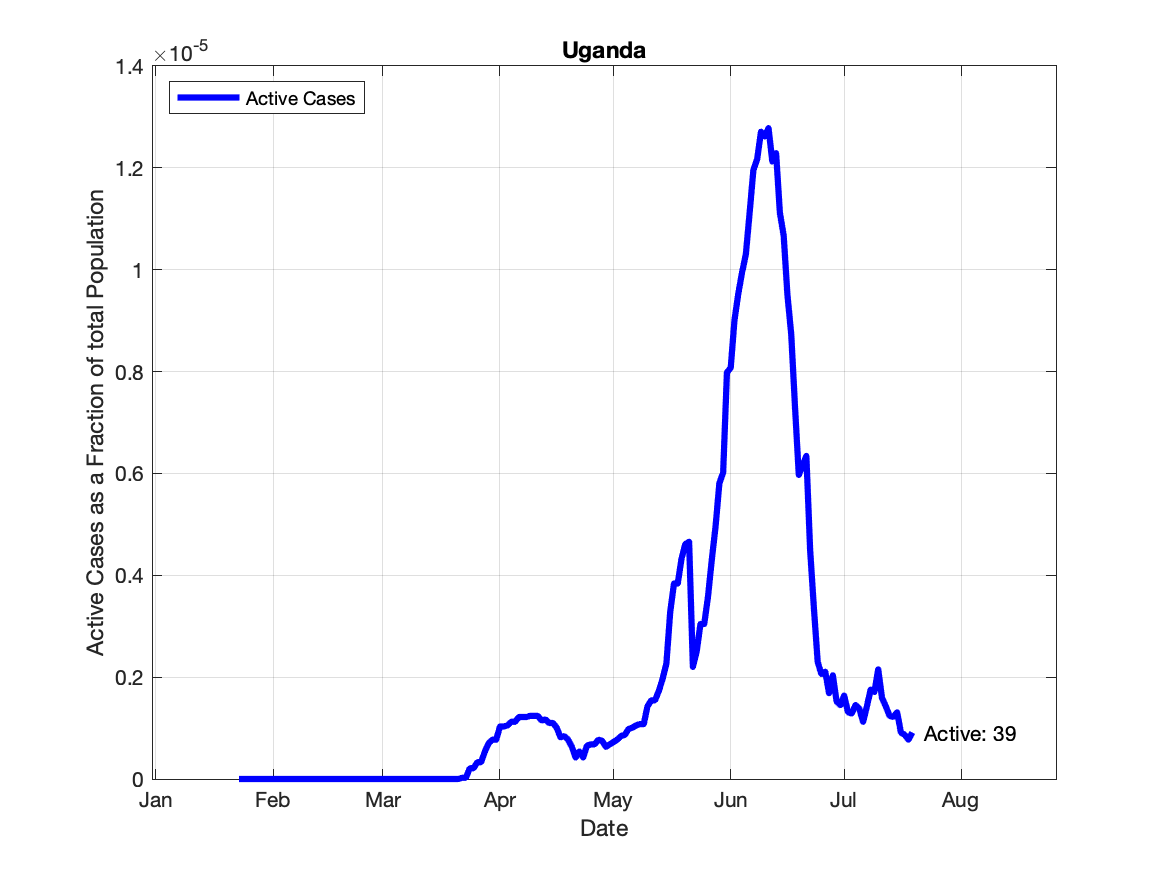 Uganda
×10-5
Active Cases
1.4
1.2
1
0.8
0.6
0.4
0.2
0
Active Cases as a Fraction of total Population
Active: 39
Jan Feb Mar Apr May Jun Jul Aug
Date